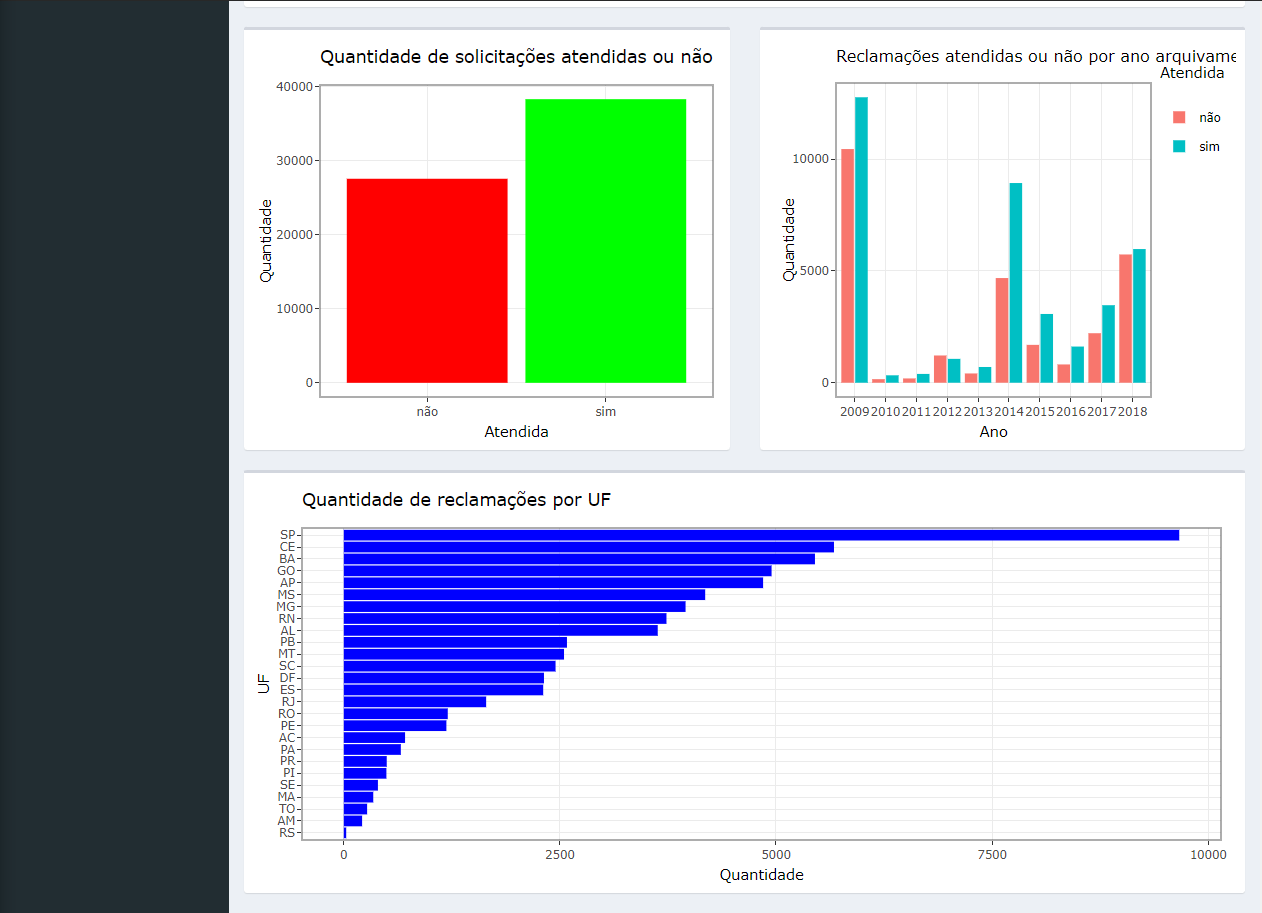 Quantidade de solicitações atendidas ou não
40000
30000
20000
10000
0
Quantidade
não
sim
Atendida
Reclamações atendidas ou não por ano arquivame
Atendida
não
sim
10000
5000
0
Quantidade
2009 2010 2011 2012 2013 2014 2015 2016 2017 2018
Ano
Quantidade de reclamações por UF
SP
CE
BA
GO
AP
MS
MG
RN
AL
PB
MT
SC
DF
ES
RJ
RO
PE
AC
PA
PR
PI
SE
MA
TO
AM
RS
UF
0 2500 5000 7500 10000
Quantidade